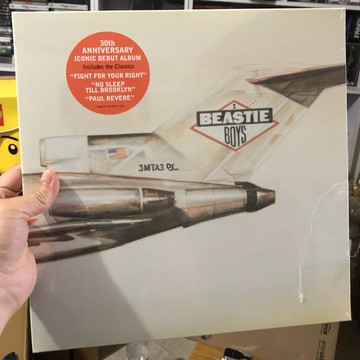 30th
ANNIVERSARY
ICONIC DEBUT ALBUM
Includes the Classics
"FIGHT FOR YOUR RIGHT"
"NO SLEEP
TILL BROOKLYN"
"PAUL REVERE"
BEASTIE
BOYS
3MTA3